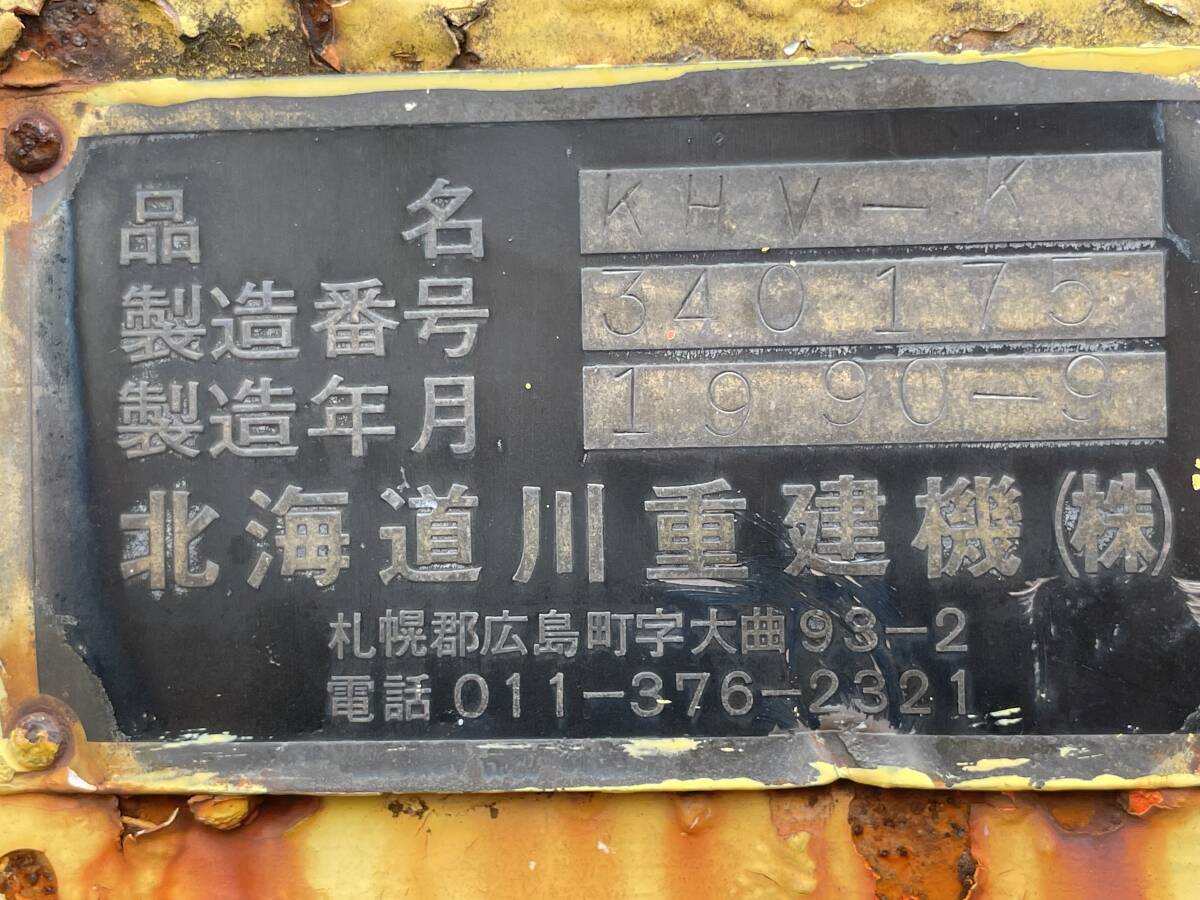 品名 KHV-K
製造番号 340175
製造年月 1990-9
北海道川重建機㈱
札幌郡広島町字大曲93-2
電話 011-376-2321